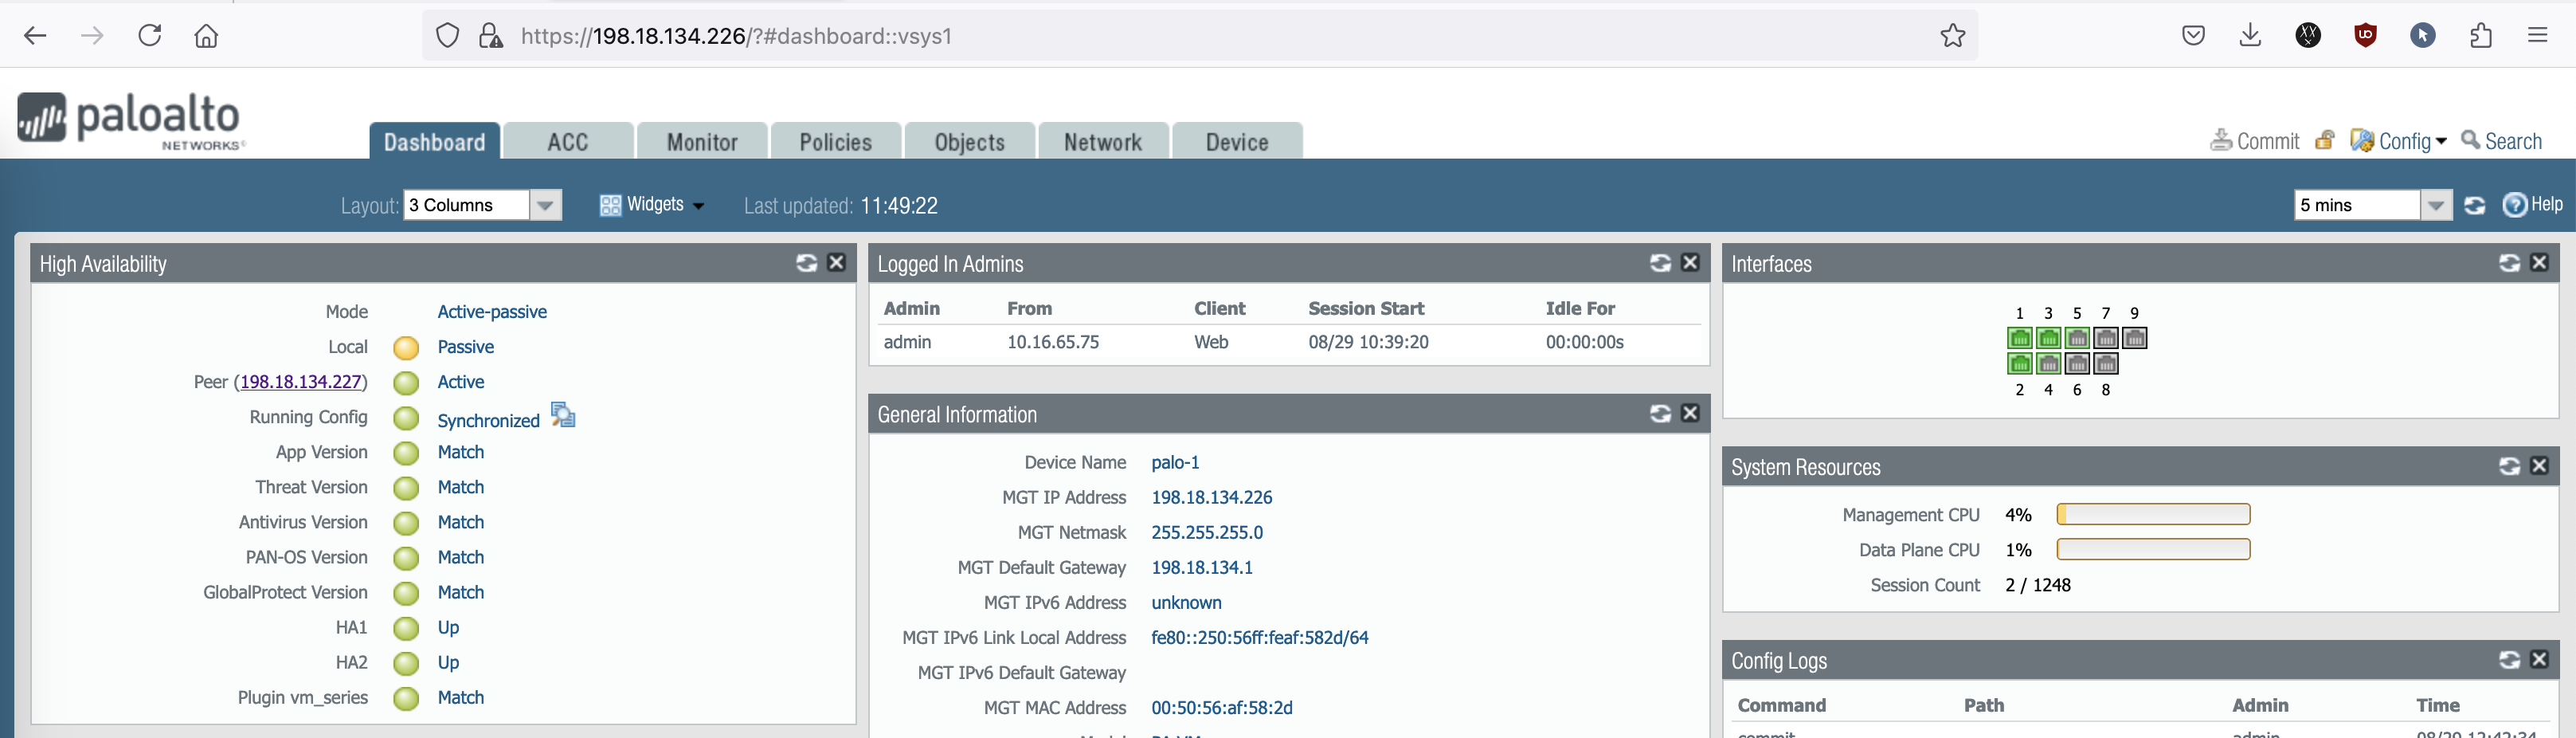 https://198.18.134.226/?#dashboard::vsys1
paloalto
NETWORKS®
Dashboard
ACC
Monitor
Policies
Objects
Network
Device
Commit
Config
Search
Layout: 3 Columns
Widgets
Last updated: 11:49:22
5 mins
Help
High Availability
Mode Active-passive
Local Passive
Peer (198.18.134.227) Active
Running Config Synchronized
App Version Match
Threat Version Match
Antivirus Version Match
PAN-OS Version Match
GlobalProtect Version Match
HA1 Up
HA2 Up
Plugin vm_series Match
Logged In Admins
Admin From Client Session Start Idle For
admin 10.16.65.75 Web 08/29 10:39:20 00:00:00s
General Information
Device Name palo-1
MGT IP Address 198.18.134.226
MGT Netmask 255.255.255.0
MGT Default Gateway 198.18.134.1
MGT IPv6 Address unknown
MGT IPv6 Link Local Address fe80::250:56ff:feaf:582d/64
MGT IPv6 Default Gateway
MGT MAC Address 00:50:56:af:58:2d
Interfaces
1 3 5 7 9
2 4 6 8
System Resources
Management CPU 4%
Data Plane CPU 1%
Session Count 2 / 1248
Config Logs
Command Path Admin Time